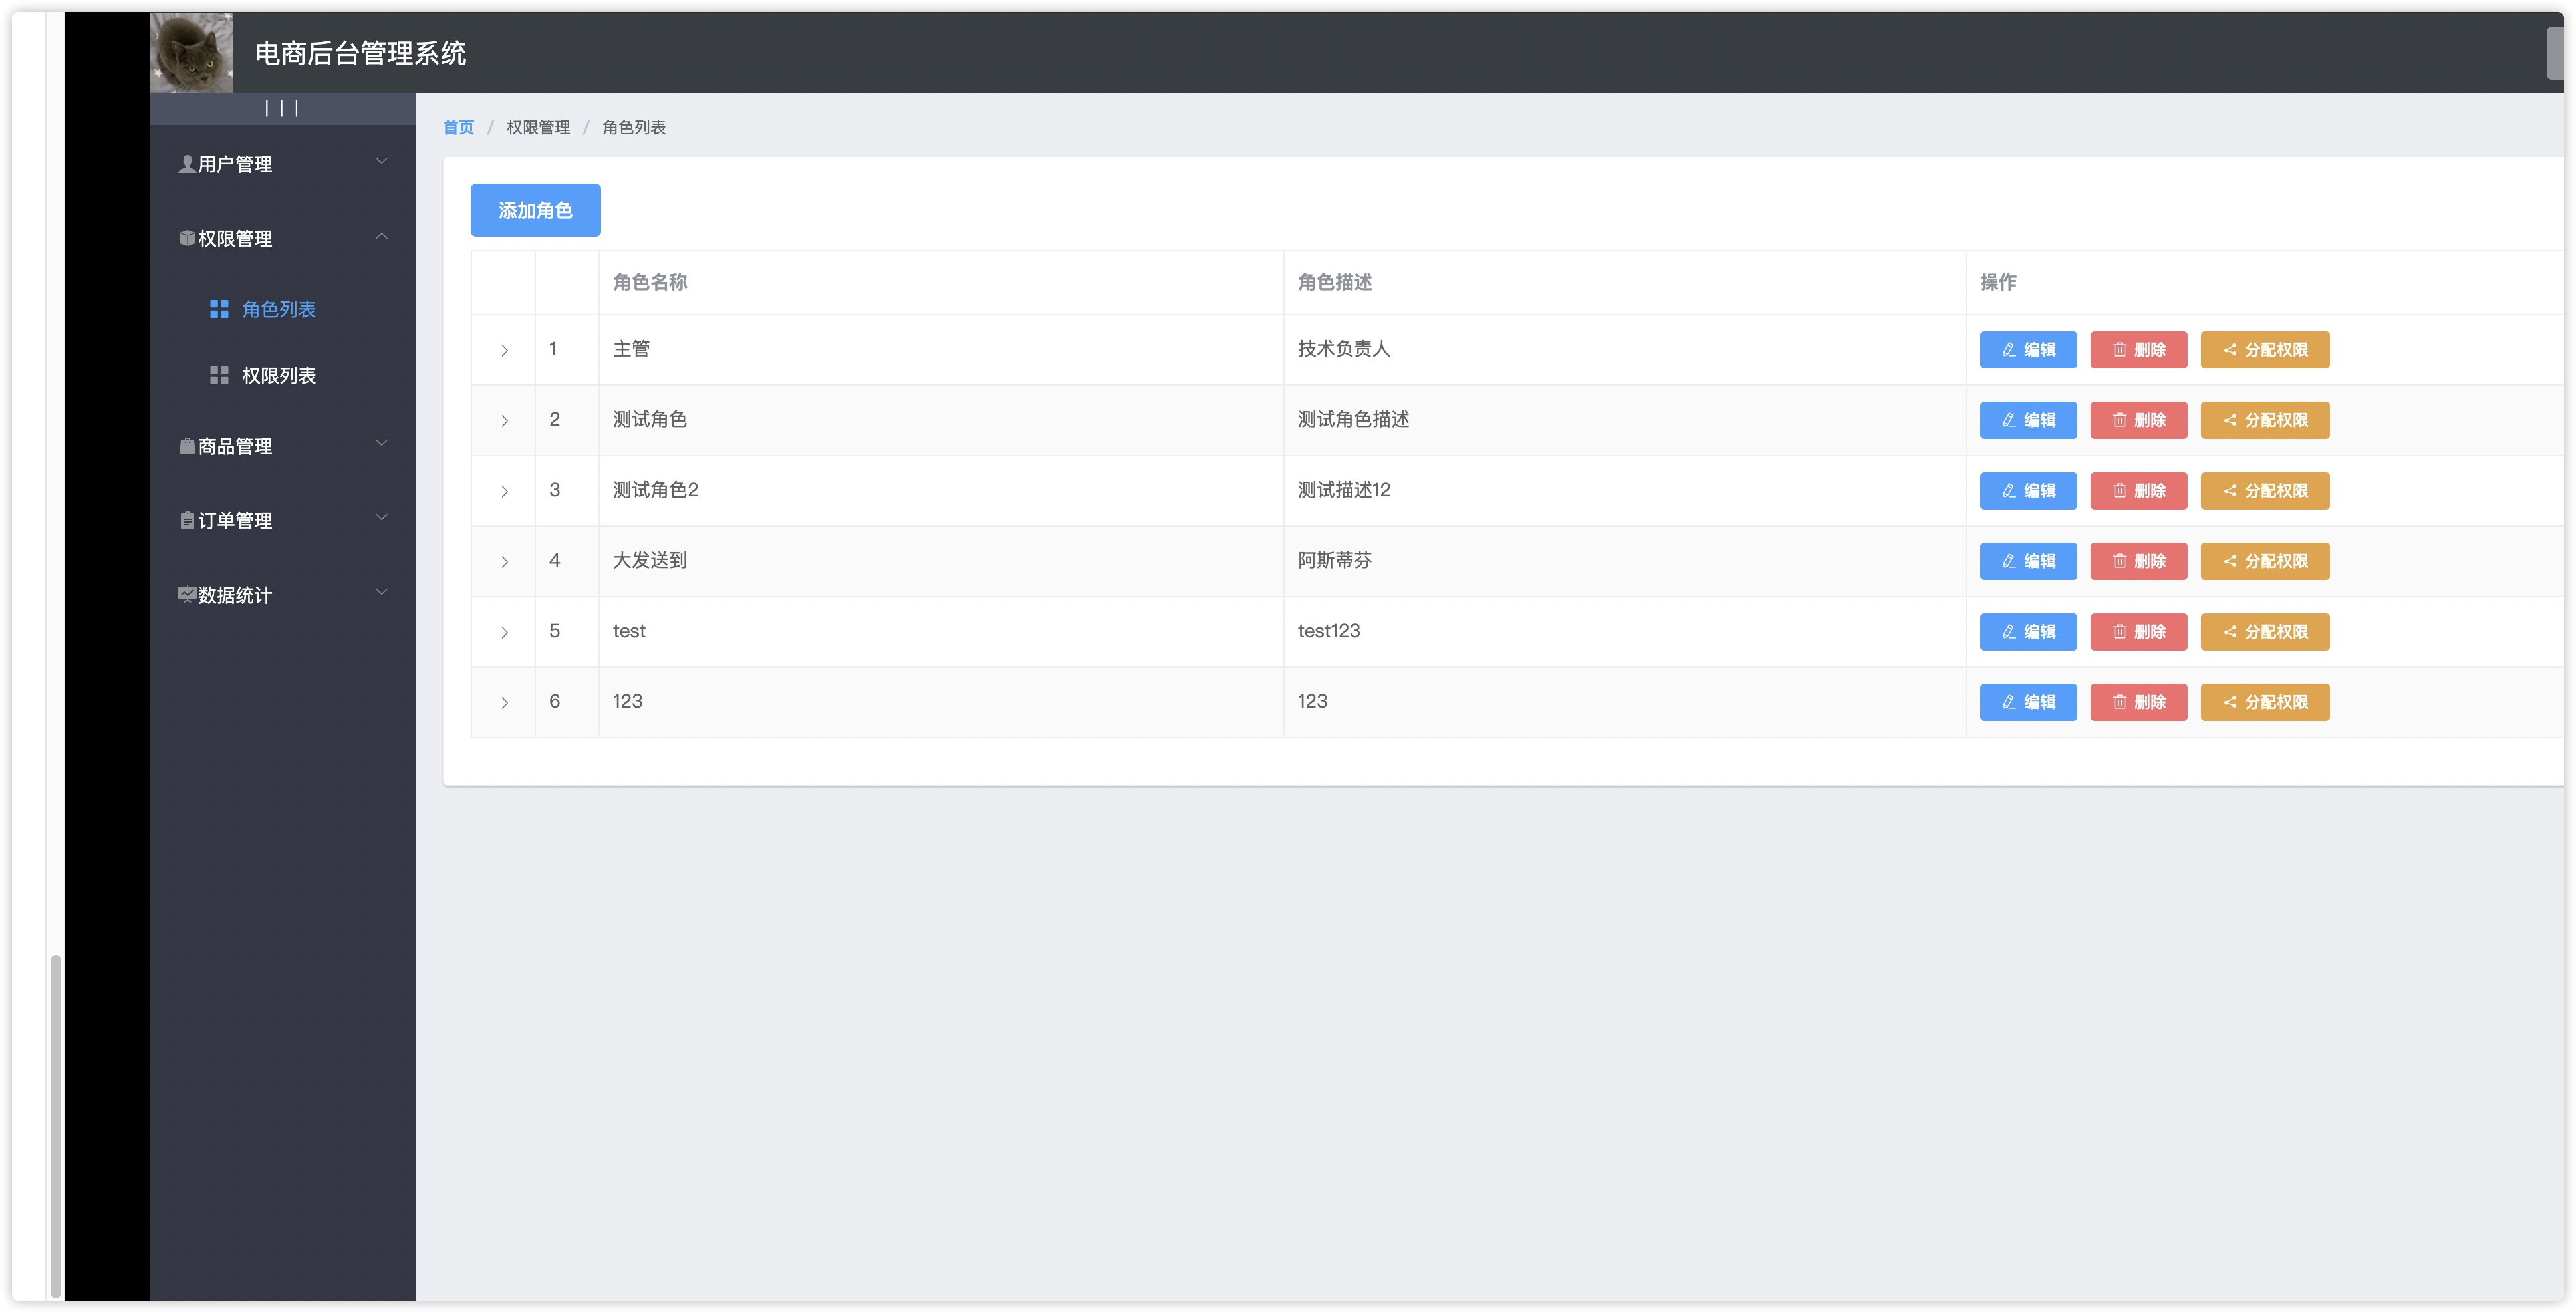 电商后台管理系统
|||
用户管理
权限管理
角色列表
权限列表
商品管理
订单管理
数据统计
首页 / 权限管理 / 角色列表
添加角色
角色名称 角色描述 操作
1 主管 技术负责人 编辑 删除 分配权限
2 测试角色 测试角色描述 编辑 删除 分配权限
3 测试角色2 测试描述12 编辑 删除 分配权限
4 大发送到 阿斯蒂芬 编辑 删除 分配权限
5 test test123 编辑 删除 分配权限
6 123 123 编辑 删除 分配权限